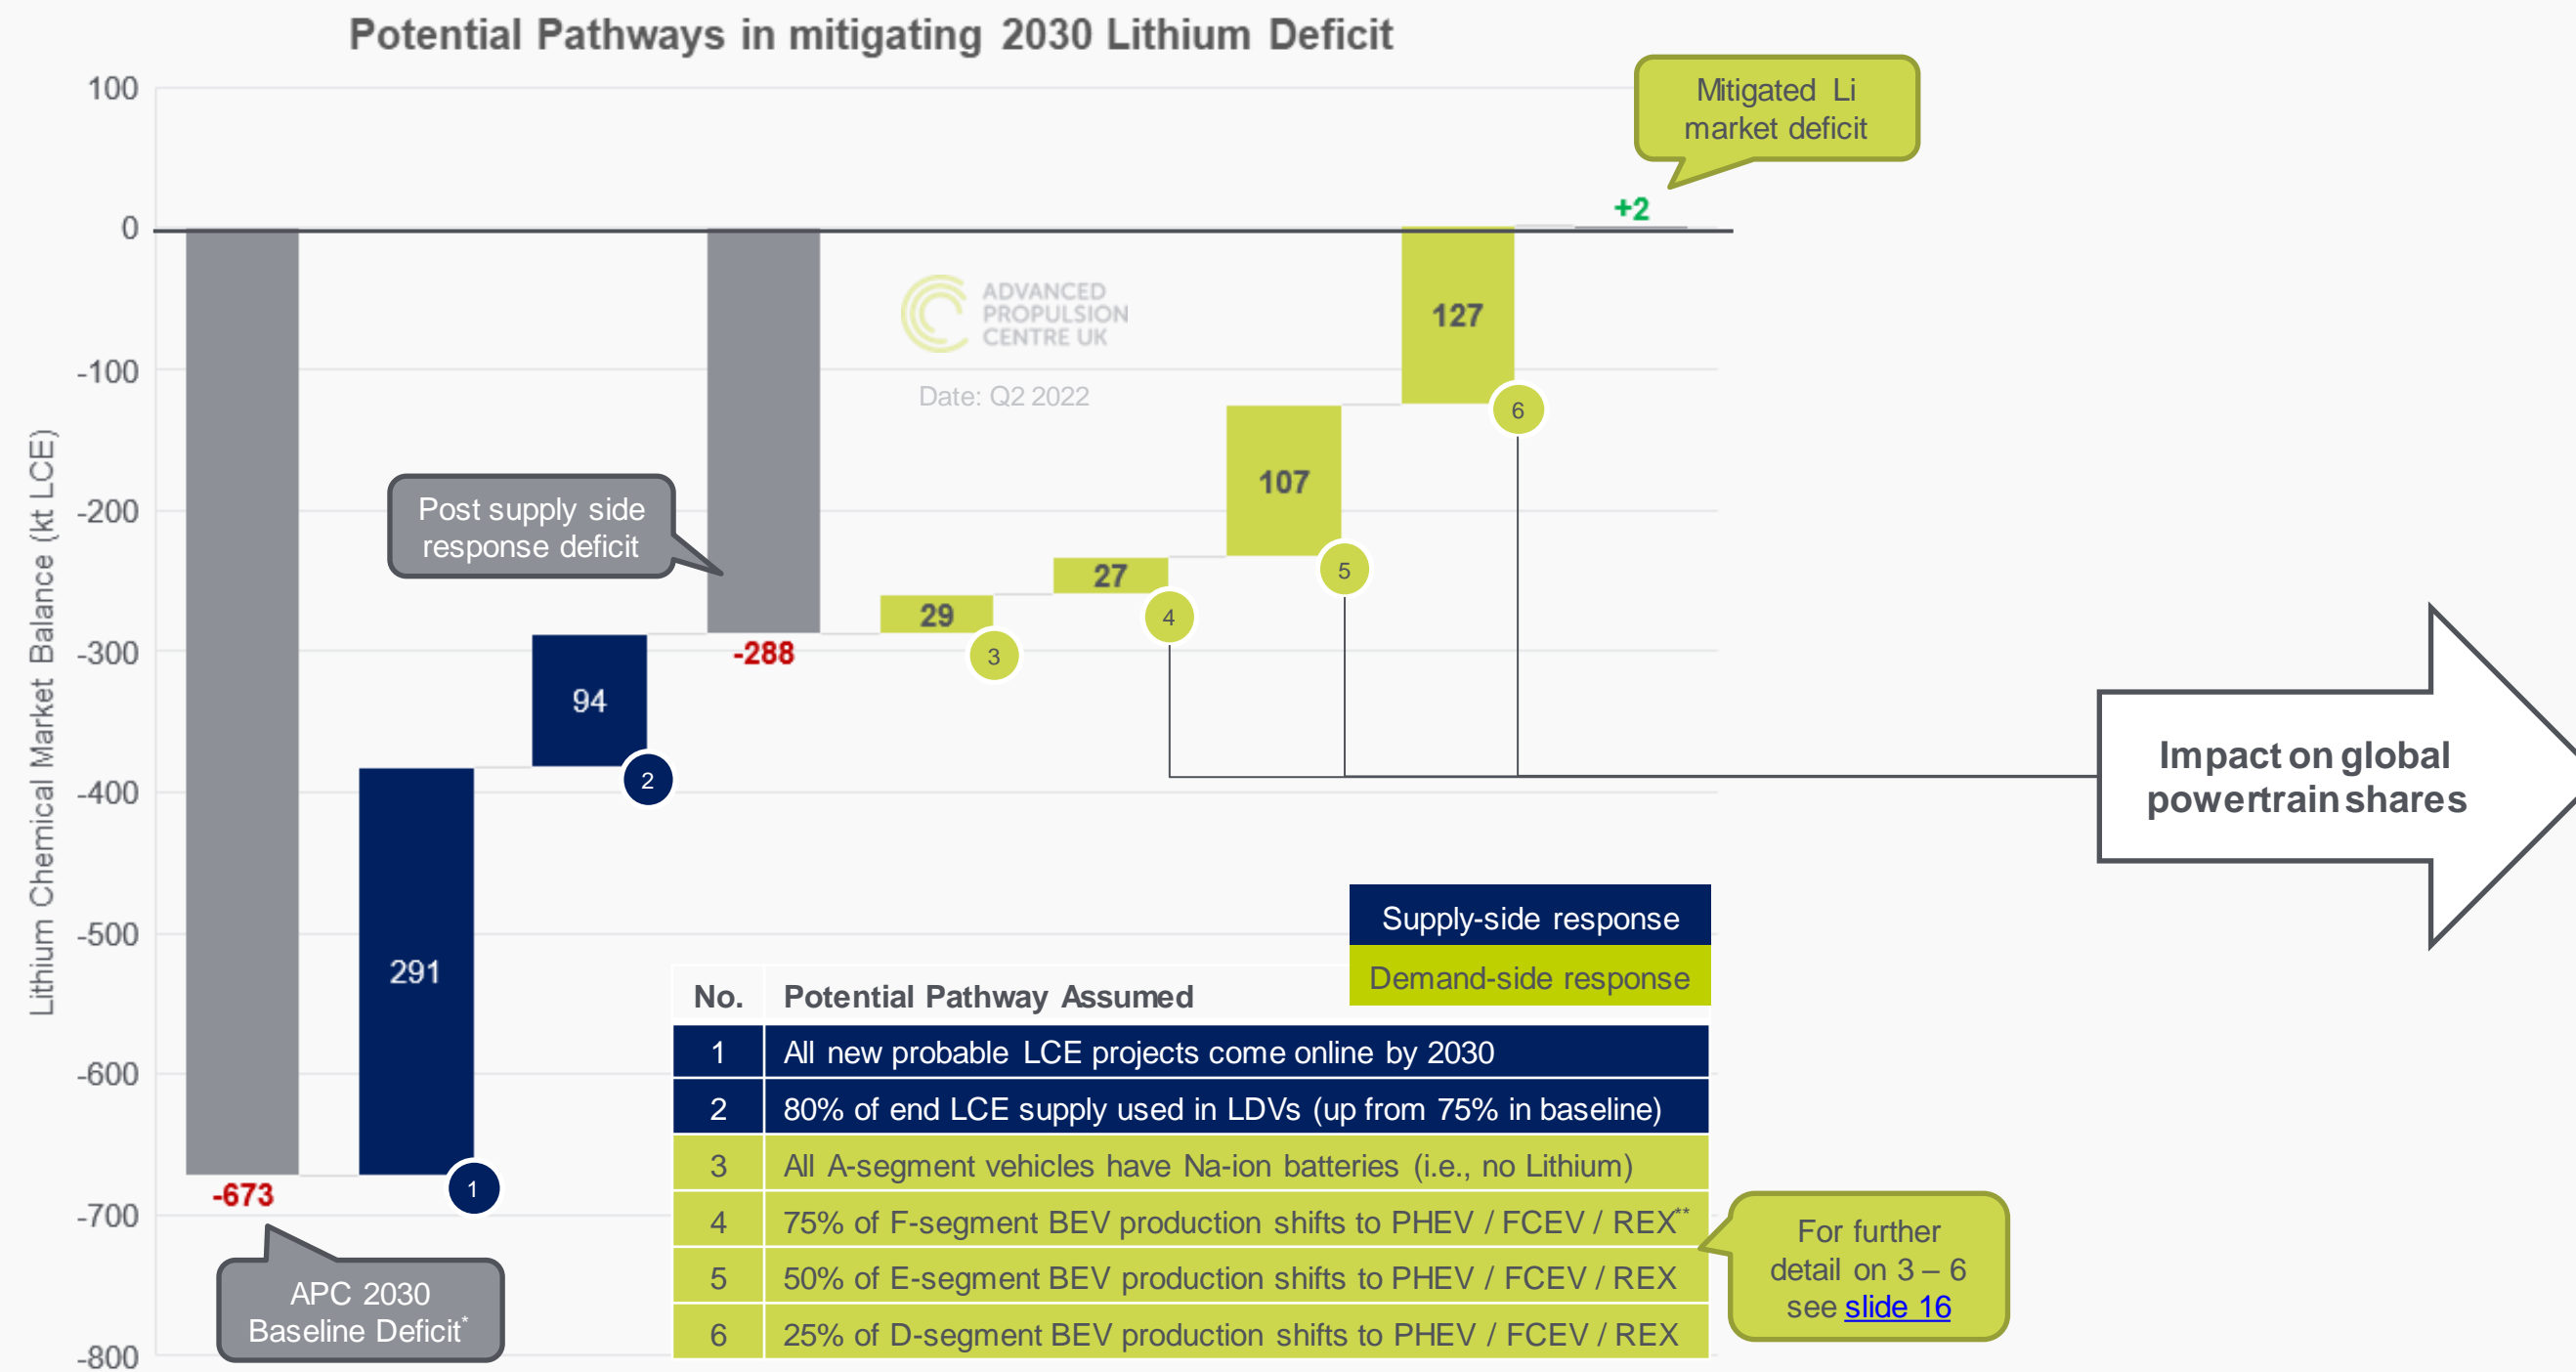 Potential Pathways in mitigating 2030 Lithium Deficit
Lithium Chemical Market Balance (kt LCE)
100
0
-100
-200
-300
-400
-500
-600
-700
-800
Mitigated Li
market deficit
+2
ADVANCED
PROPULSION
CENTRE UK
Date: Q2 2022
127
6
107
5
27
4
29
3
Post supply side
response deficit
-288
94
2
291
1
-673
APC 2030
Baseline Deficit*
Impact on global
powertrain shares
Supply-side response
Demand-side response
No. Potential Pathway Assumed
1 All new probable LCE projects come online by 2030
2 80% of end LCE supply used in LDVs (up from 75% in baseline)
3 All A-segment vehicles have Na-ion batteries (i.e., no Lithium)
4 75% of F-segment BEV production shifts to PHEV / FCEV / REX**
5 50% of E-segment BEV production shifts to PHEV / FCEV / REX
6 25% of D-segment BEV production shifts to PHEV / FCEV / REX
For further
detail on 3 – 6
see slide 16